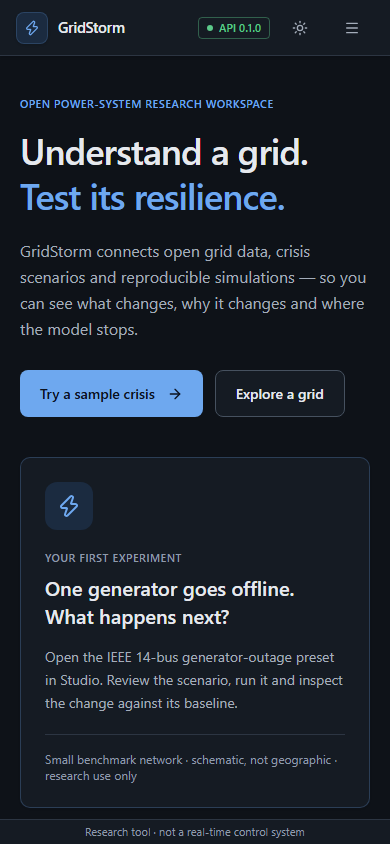 GridStorm
API 0.1.0
OPEN POWER-SYSTEM RESEARCH WORKSPACE
Understand a grid.
Test its resilience.
GridStorm connects open grid data, crisis
scenarios and reproducible simulations — so you
can see what changes, why it changes and where
the model stops.
Try a sample crisis →
Explore a grid
YOUR FIRST EXPERIMENT
One generator goes offline.
What happens next?
Open the IEEE 14-bus generator-outage preset
in Studio. Review the scenario, run it and inspect
the change against its baseline.
Small benchmark network · schematic, not geographic ·
research use only
Research tool · not a real-time control system